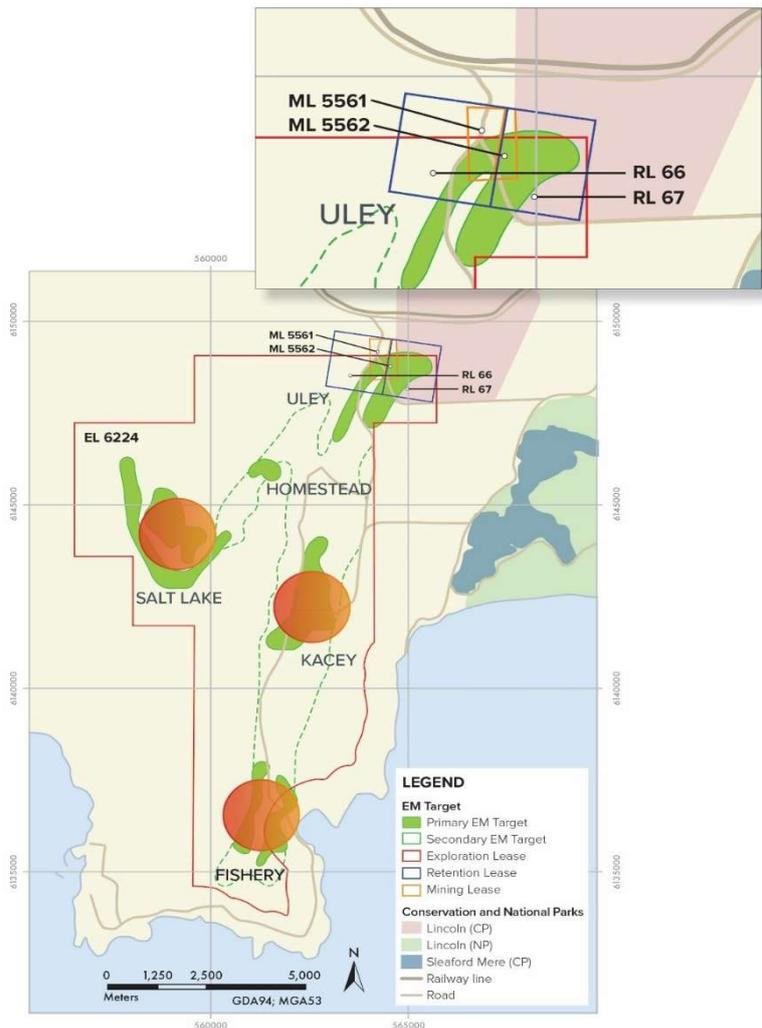 ML 5561
ML 5562
RL 66
RL 67
ULEY
560000
565000
6150000
6150000
ML 5561
ML 5562
RL 66
RL 67
ULEY
EL 6224
HOMESTEAD
6145000
6145000
SALT LAKE
KACEY
6140000
6140000
FISHERY
6135000
6135000
LEGEND
EM Target
Primary EM Target
Secondary EM Target
Exploration Lease
Retention Lease
Mining Lease
Conservation and National Parks
Lincoln (CP)
Lincoln (NP)
Sleaford Mere (CP)
Railway line
Road
0 1,250 2,500 5,000
Meters
GDA94; MGA53
N
560000
565000